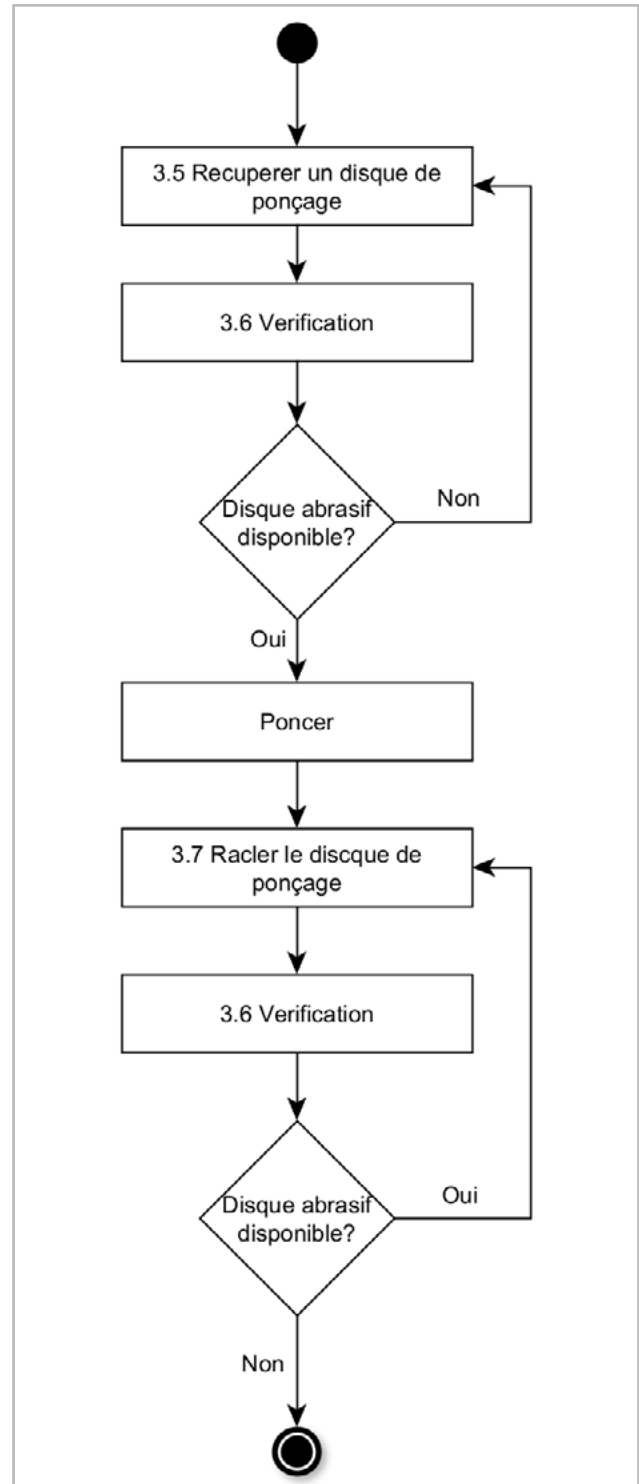 3.5 Recuperer un disque de
ponçage
3.6 Verification
Disque abrasif
disponible?
Non
Oui
Poncer
3.7 Racler le discque de
ponçage
3.6 Verification
Disque abrasif
disponible?
Oui
Non